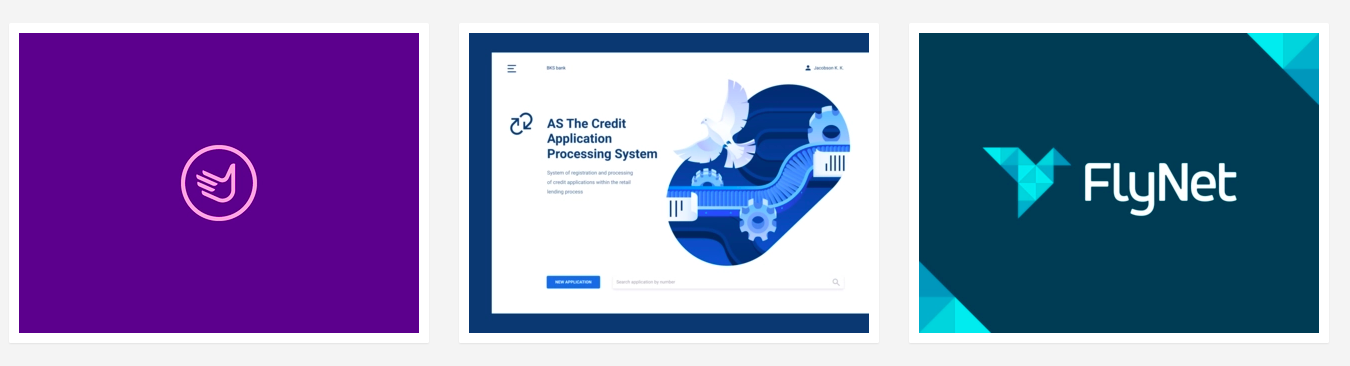 BKS bank
Jacobson K. K.
AS The Credit
Application
Processing System
System of registration and processing
of credit applications within the retail
lending process
NEW APPLICATION
Search application by number
FlyNet